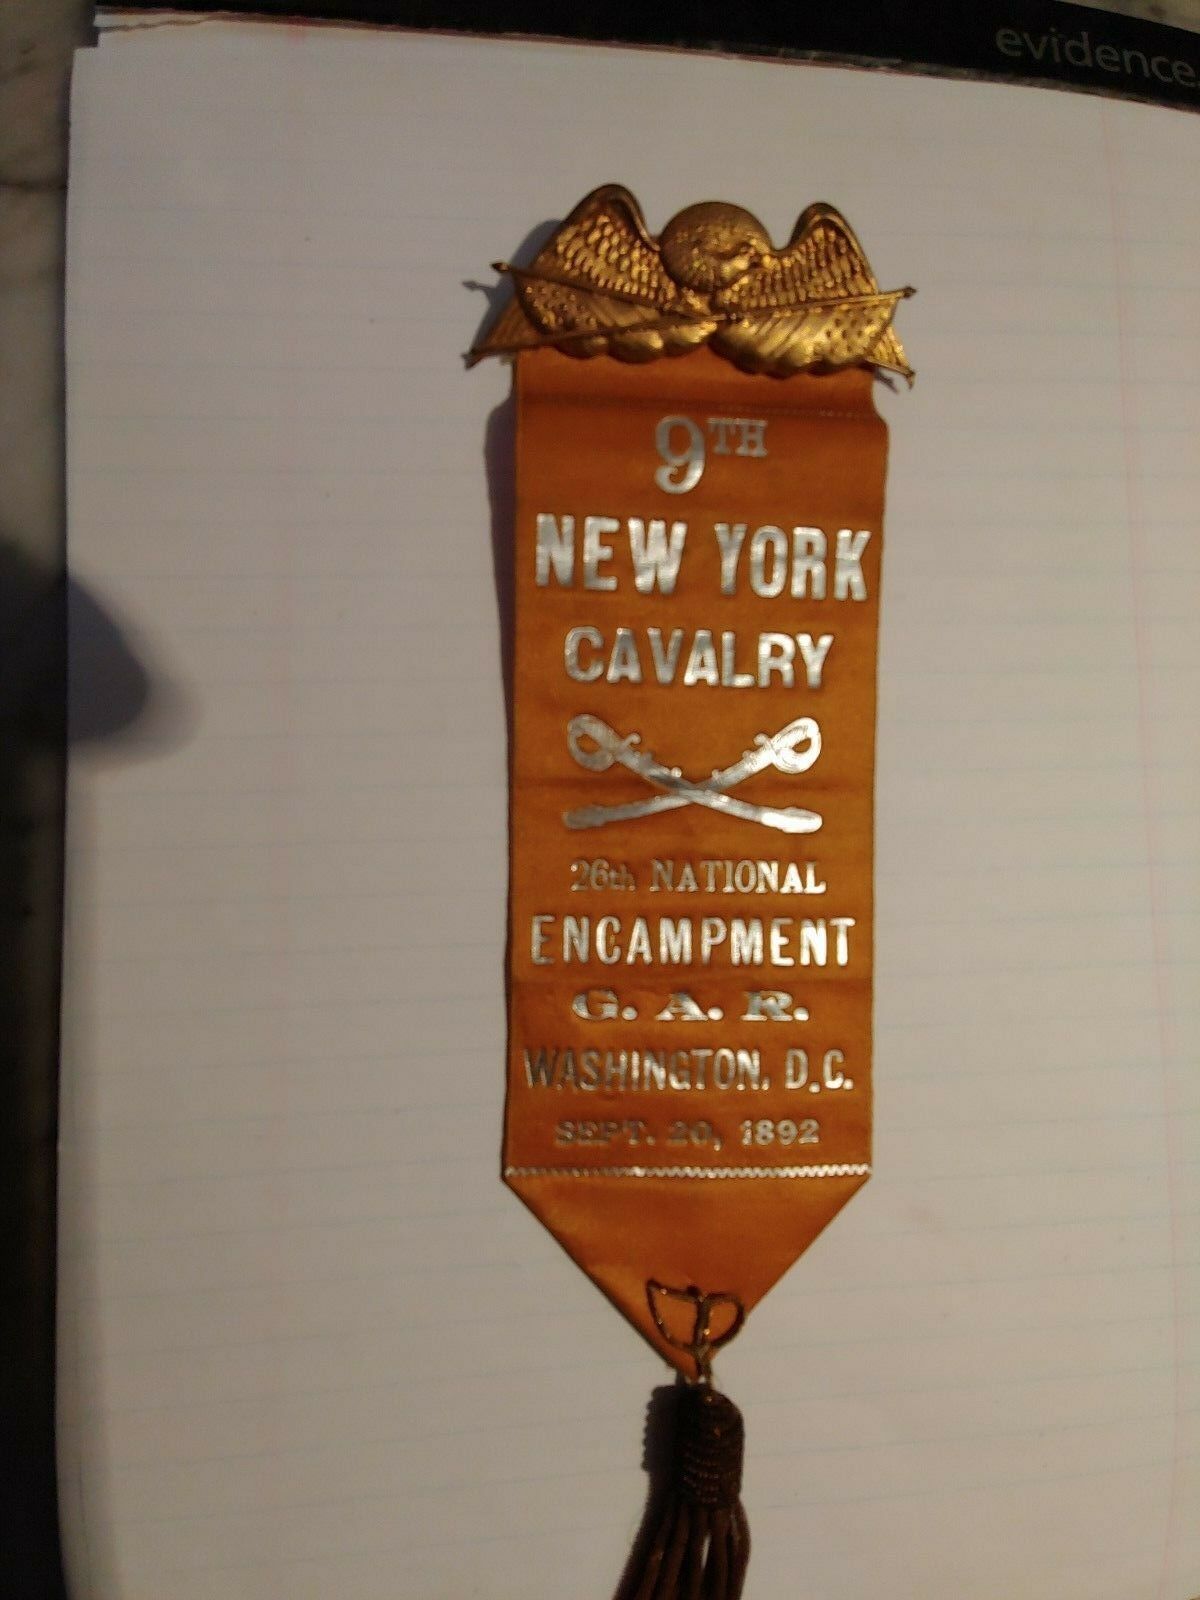 evidence.
9TH
NEW YORK
CAVALRY
26th NATIONAL
ENCAMPMENT
G. A. R.
WASHINGTON, D.C.
SEPT. 20, 1892